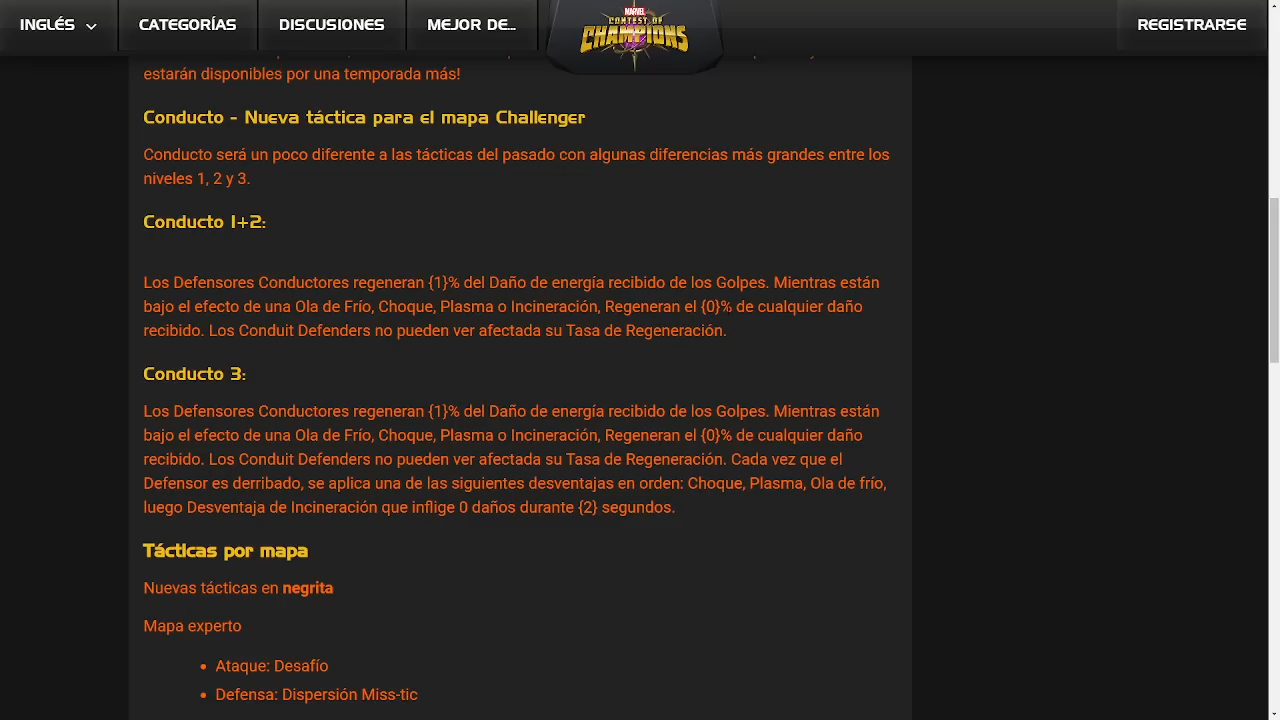 INGLÉS
CATEGORÍAS
DISCUSIONES
MEJOR DE...
MARVEL
CONTEST OF
CHAMPIONS
REGISTRARSE
estarán disponibles por una temporada más!
Conducto - Nueva táctica para el mapa Challenger
Conducto será un poco diferente a las tácticas del pasado con algunas diferencias más grandes entre los
niveles 1, 2 y 3.
Conducto 1+2:
Los Defensores Conductores regeneran {1}% del Daño de energía recibido de los Golpes. Mientras están
bajo el efecto de una Ola de Frío, Choque, Plasma o Incineración, Regeneran el {0}% de cualquier daño
recibido. Los Conduit Defenders no pueden ver afectada su Tasa de Regeneración.
Conducto 3:
Los Defensores Conductores regeneran {1}% del Daño de energía recibido de los Golpes. Mientras están
bajo el efecto de una Ola de Frío, Choque, Plasma o Incineración, Regeneran el {0}% de cualquier daño
recibido. Los Conduit Defenders no pueden ver afectada su Tasa de Regeneración. Cada vez que el
Defensor es derribado, se aplica una de las siguientes desventajas en orden: Choque, Plasma, Ola de frío,
luego Desventaja de Incineración que inflige 0 daños durante {2} segundos.
Tácticas por mapa
Nuevas tácticas en negrita
Mapa experto
• Ataque: Desafío
• Defensa: Dispersión Miss-tic